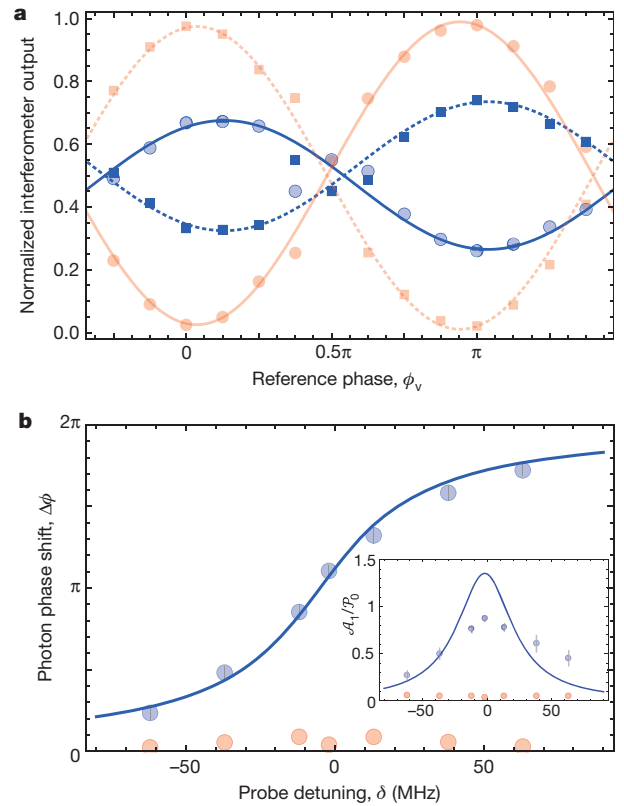 a
Normalized interferometer output
1.0
0.8
0.6
0.4
0.2
0.0
0
0.5π
π
Reference phase, ϕᵥ
b
Photon phase shift, Δϕ
2π
π
0
−50
0
50
Probe detuning, δ (MHz)
𝒜₁/𝒫₀
1.5
1
0.5
0
−50
0
50